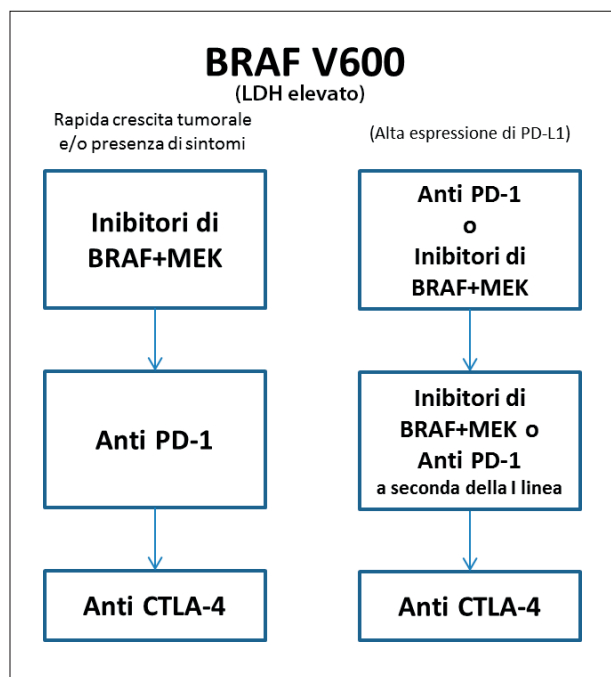 BRAF V600
(LDH elevato)
Rapida crescita tumorale
e/o presenza di sintomi
Inibitori di
BRAF+MEK
Anti PD-1
Anti CTLA-4
(Alta espressione di PD-L1)
Anti PD-1
o
Inibitori di
BRAF+MEK
Inibitori di
BRAF+MEK o
Anti PD-1
a seconda della I linea
Anti CTLA-4